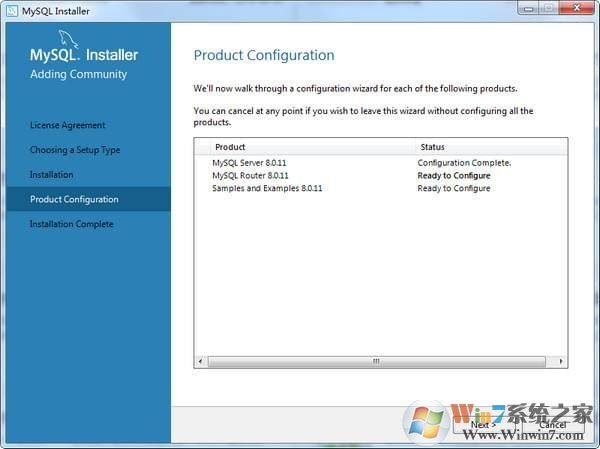 MySQL Installer
MySQL. Installer
Adding Community
License Agreement
Choosing a Setup Type
Installation
Product Configuration
Installation Complete
Product Configuration
We'll now walk through a configuration wizard for each of the following products.
You can cancel at any point if you wish to leave this wizard without configuring all the
products.
Product Status
MySQL Server 8.0.11 Configuration Complete.
MySQL Router 8.0.11 Ready to Configure
Samples and Examples 8.0.11 Ready to Configure
Next > Cancel
Win7系统之家
Www.Winwin7.com